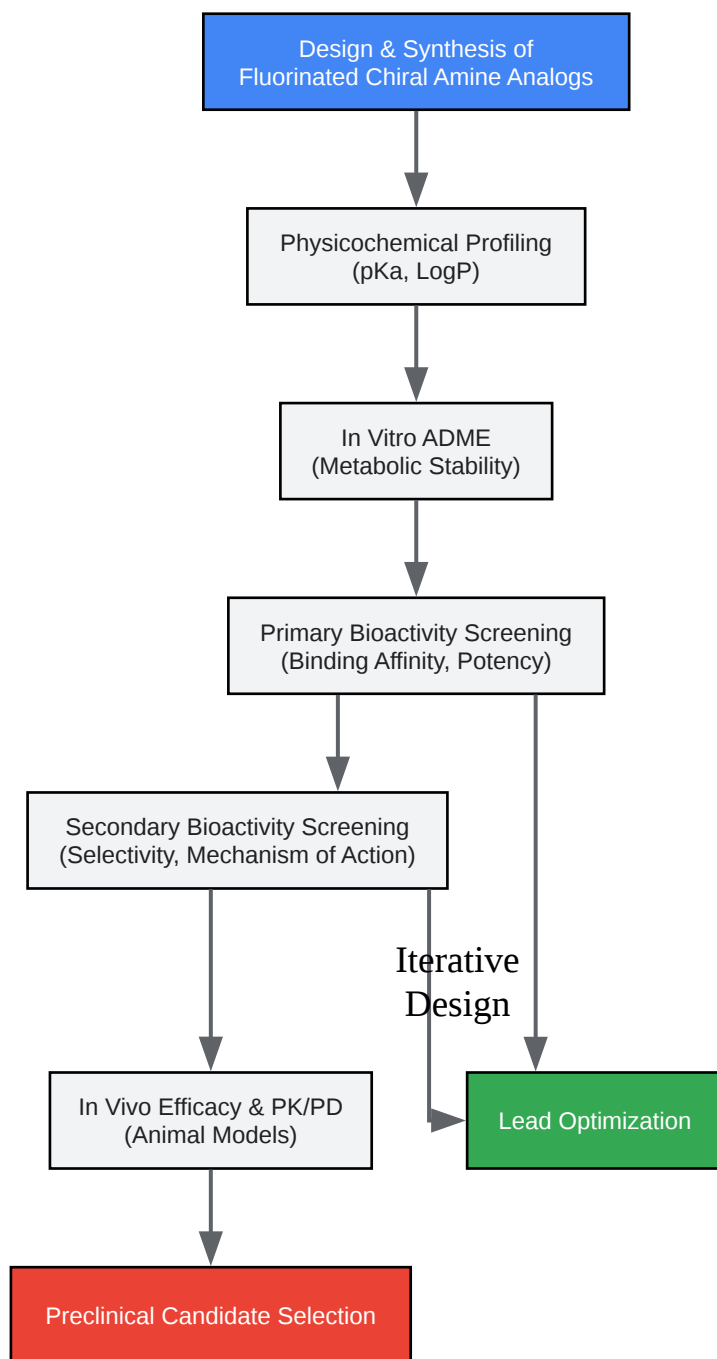 Design & Synthesis of
Fluorinated Chiral Amine Analogs
Physicochemical Profiling
(pKa, LogP)
In Vitro ADME
(Metabolic Stability)
Primary Bioactivity Screening
(Binding Affinity, Potency)
Secondary Bioactivity Screening
(Selectivity, Mechanism of Action)
Iterative
Design
In Vivo Efficacy & PK/PD
(Animal Models)
Lead Optimization
Preclinical Candidate Selection